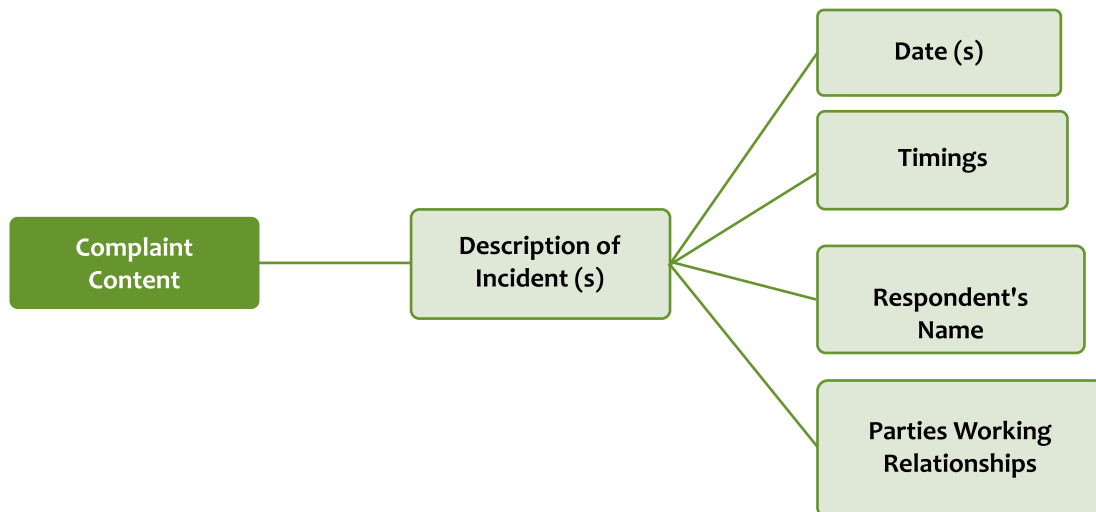 Complaint
Content
Description of
Incident (s)
Date (s)
Timings
Respondent's
Name
Parties Working
Relationships